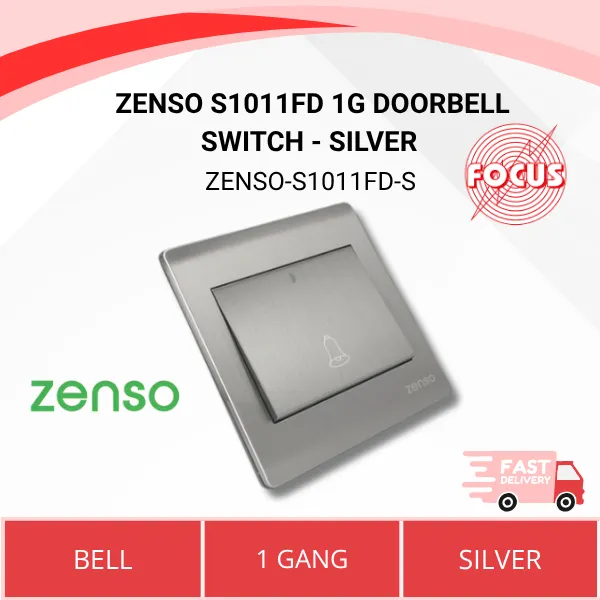 ZENSO S1011FD 1G DOORBELL
SWITCH - SILVER
ZENSO-S1011FD-S
FOCUS
zenso
zenso
FAST
DELIVERY
BELL
1 GANG
SILVER